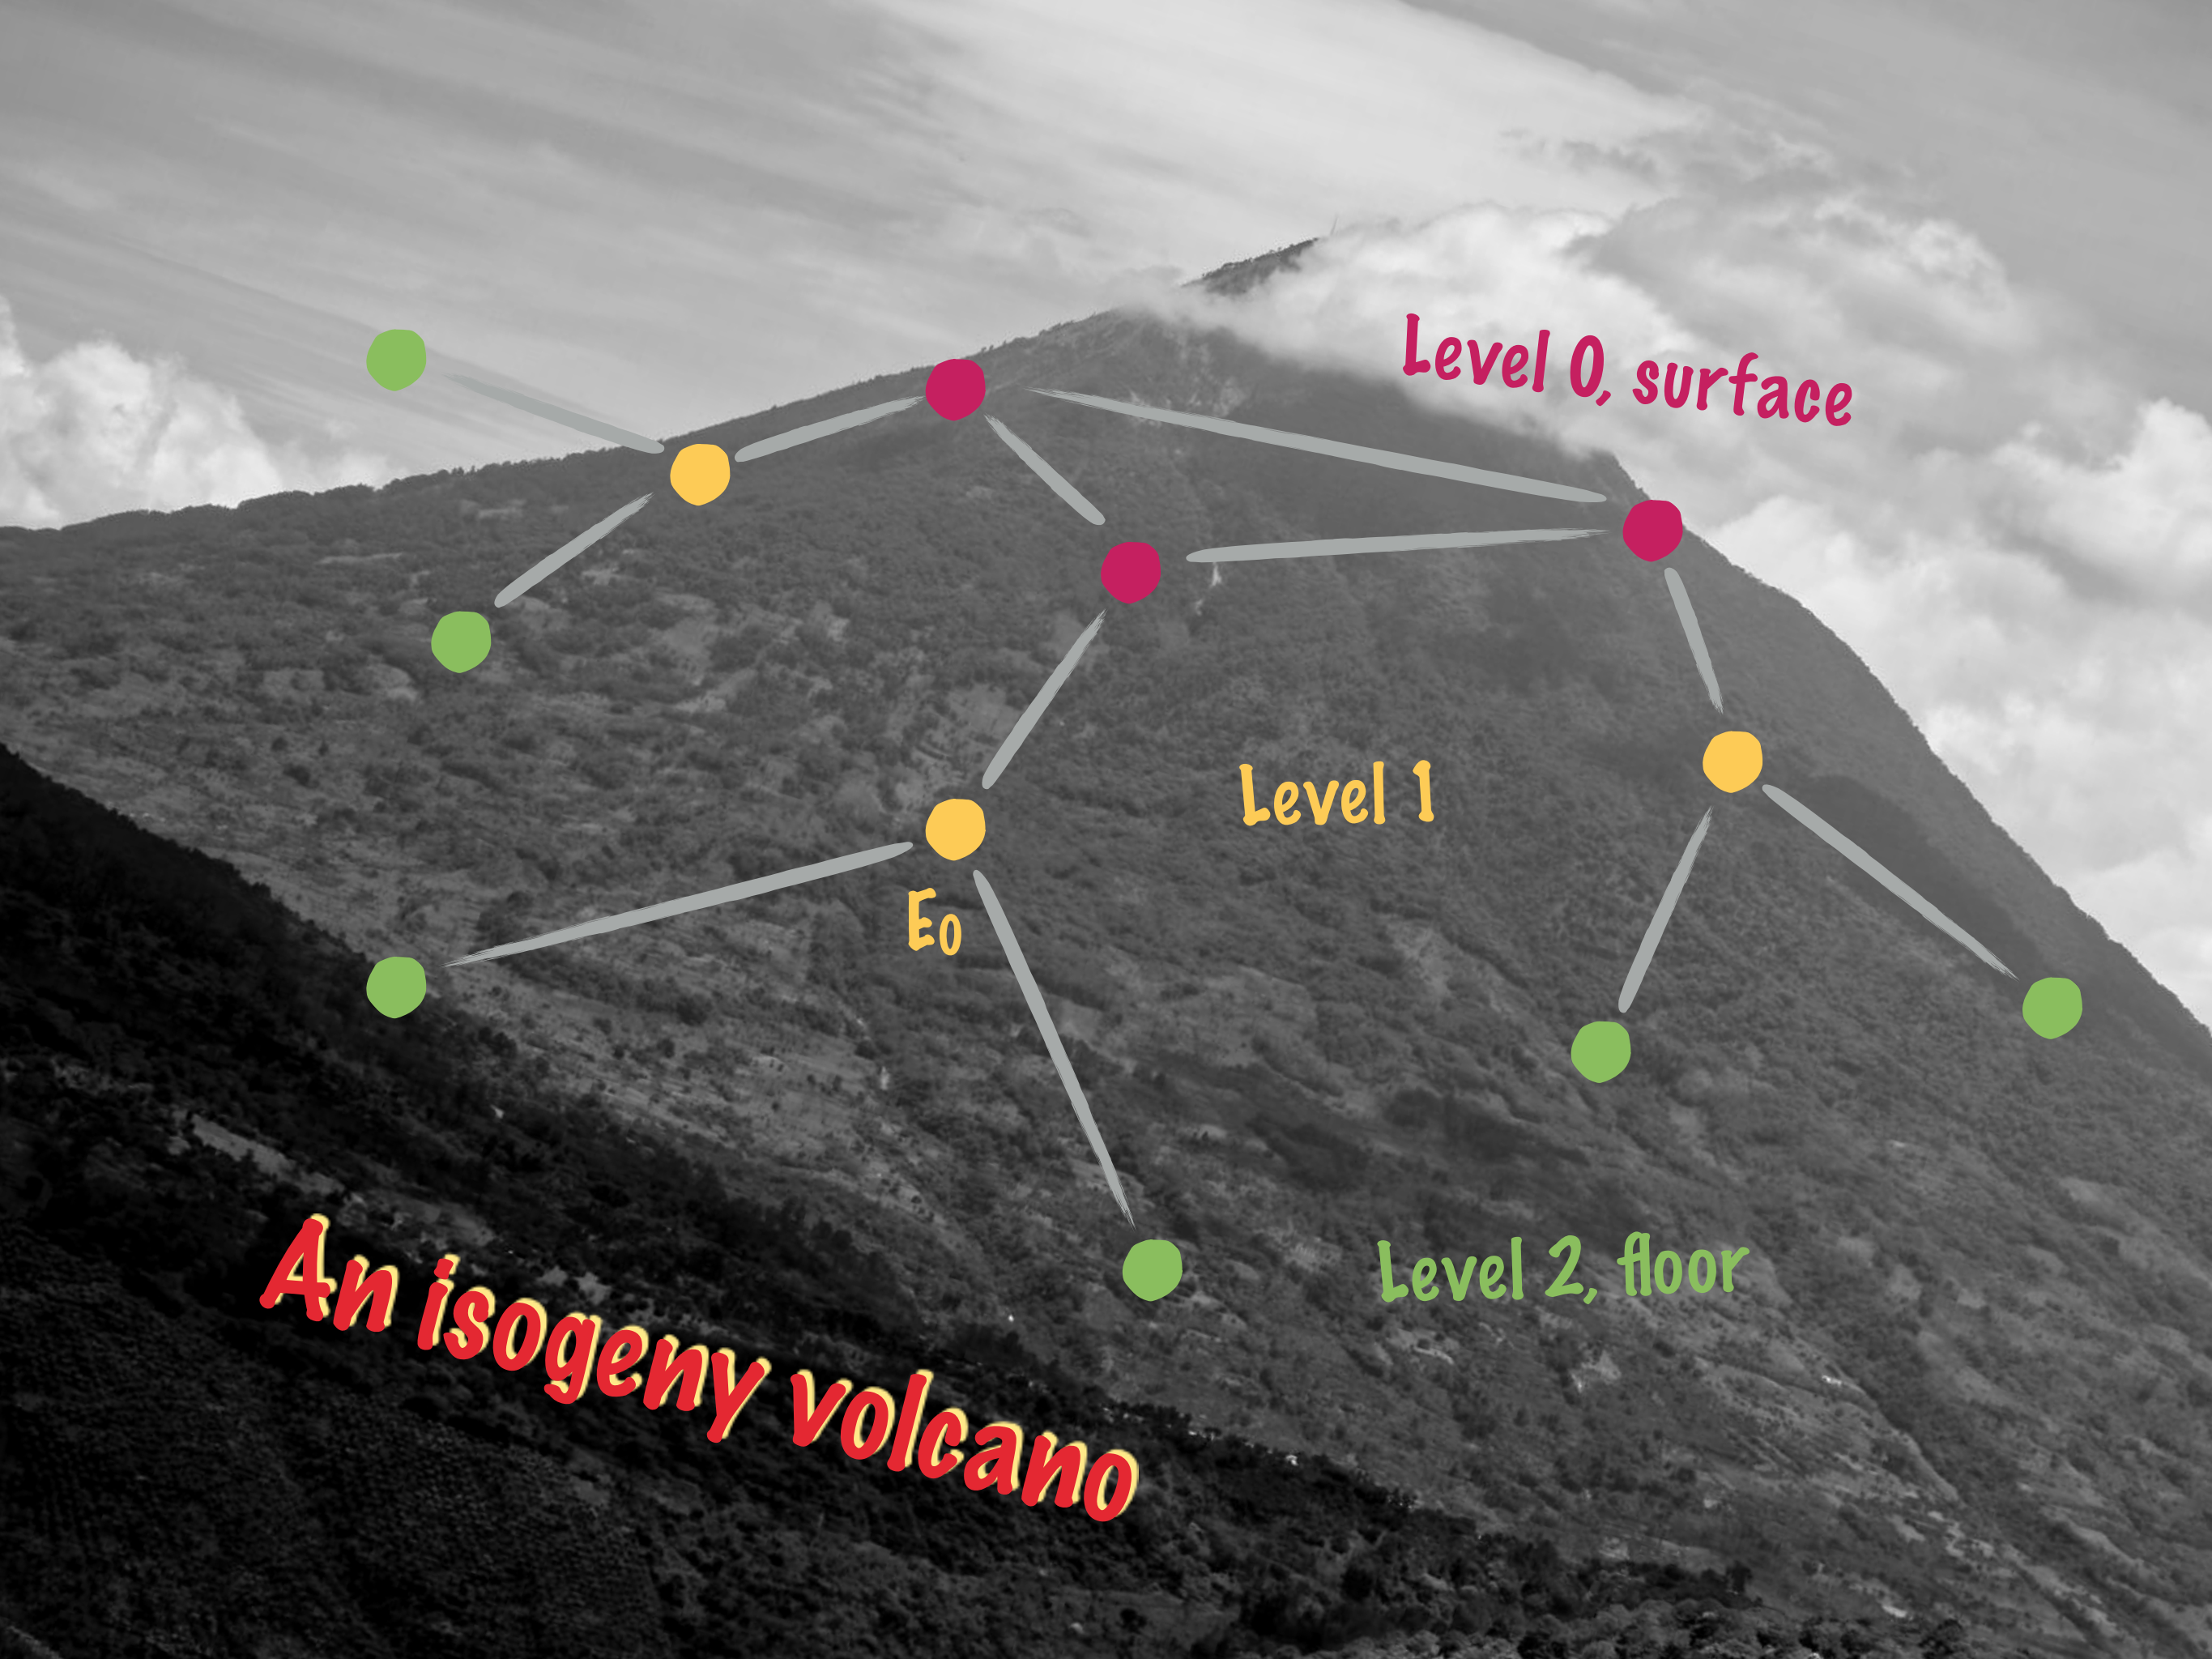 Level 0, surface
Level 1
E0
Level 2, floor
An isogeny volcano